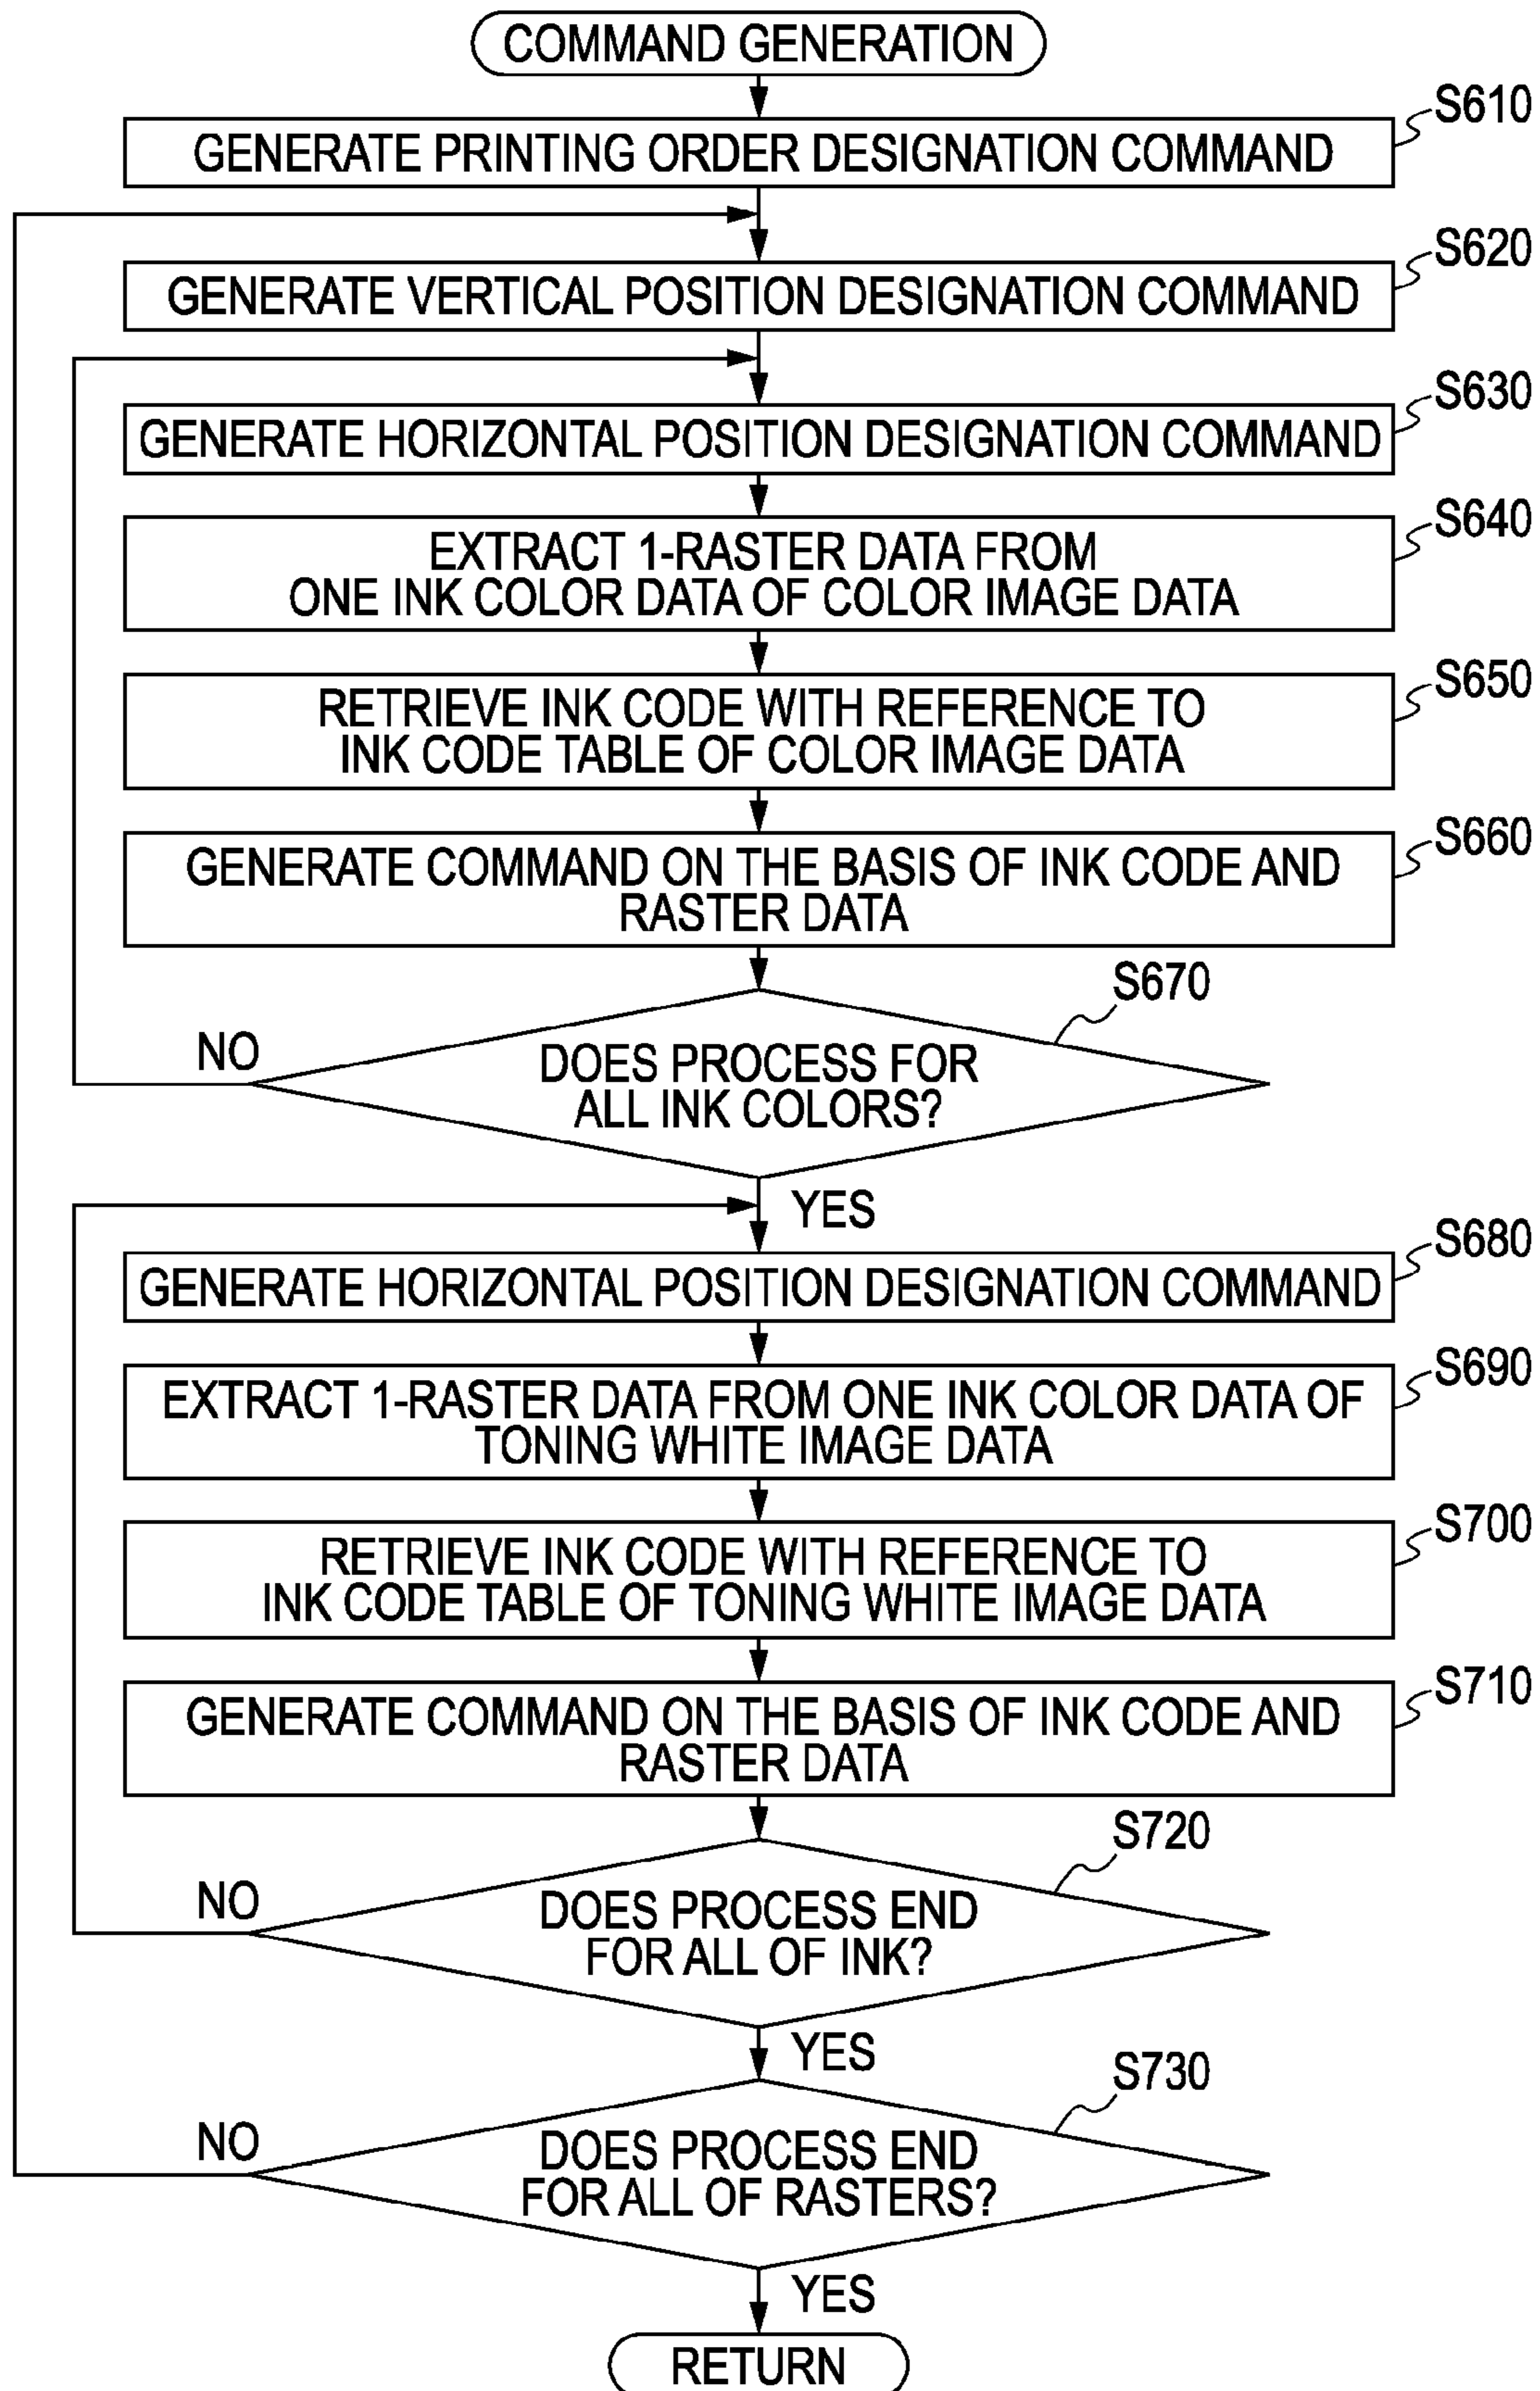 COMMAND GENERATION
S610
GENERATE PRINTING ORDER DESIGNATION COMMAND
S620
GENERATE VERTICAL POSITION DESIGNATION COMMAND
S630
GENERATE HORIZONTAL POSITION DESIGNATION COMMAND
S640
EXTRACT 1-RASTER DATA FROM
ONE INK COLOR DATA OF COLOR IMAGE DATA
S650
RETRIEVE INK CODE WITH REFERENCE TO
INK CODE TABLE OF COLOR IMAGE DATA
S660
GENERATE COMMAND ON THE BASIS OF INK CODE AND
RASTER DATA
S670
NO
DOES PROCESS FOR
ALL INK COLORS?
YES
S680
GENERATE HORIZONTAL POSITION DESIGNATION COMMAND
S690
EXTRACT 1-RASTER DATA FROM ONE INK COLOR DATA OF
TONING WHITE IMAGE DATA
S700
RETRIEVE INK CODE WITH REFERENCE TO
INK CODE TABLE OF TONING WHITE IMAGE DATA
S710
GENERATE COMMAND ON THE BASIS OF INK CODE AND
RASTER DATA
S720
NO
DOES PROCESS END
FOR ALL OF INK?
YES
S730
NO
DOES PROCESS END
FOR ALL OF RASTERS?
YES
RETURN